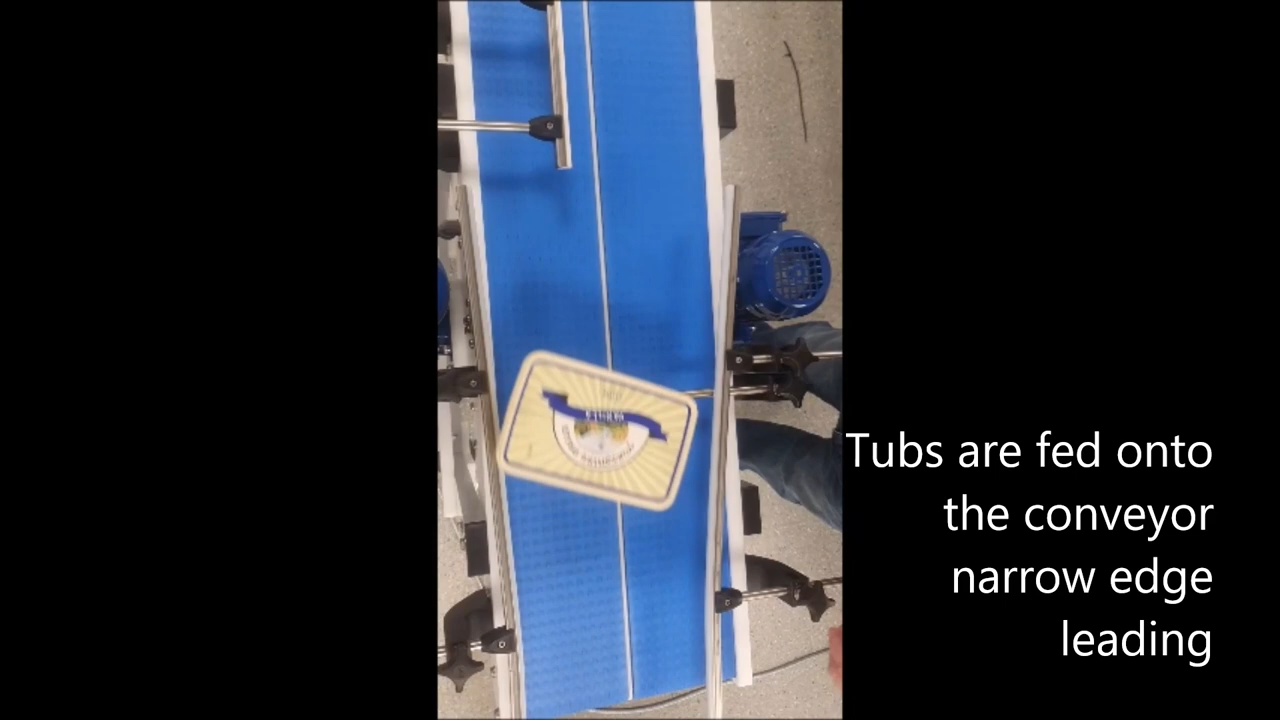 Tubs are fed onto
the conveyor
narrow edge
leading